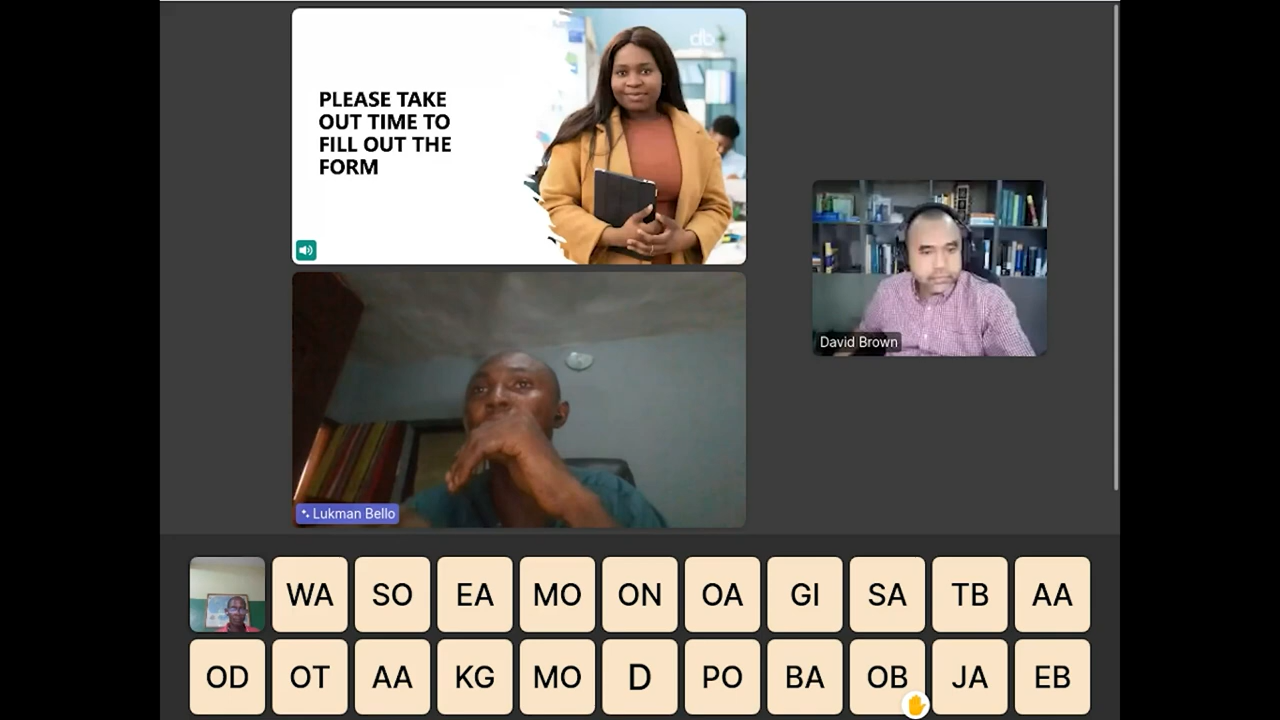 PLEASE TAKE
OUT TIME TO
FILL OUT THE
FORM
db
David Brown
Lukman Bello
WA SO EA MO ON OA GI SA TB AA
OD OT AA KG MO D PO BA OB JA EB